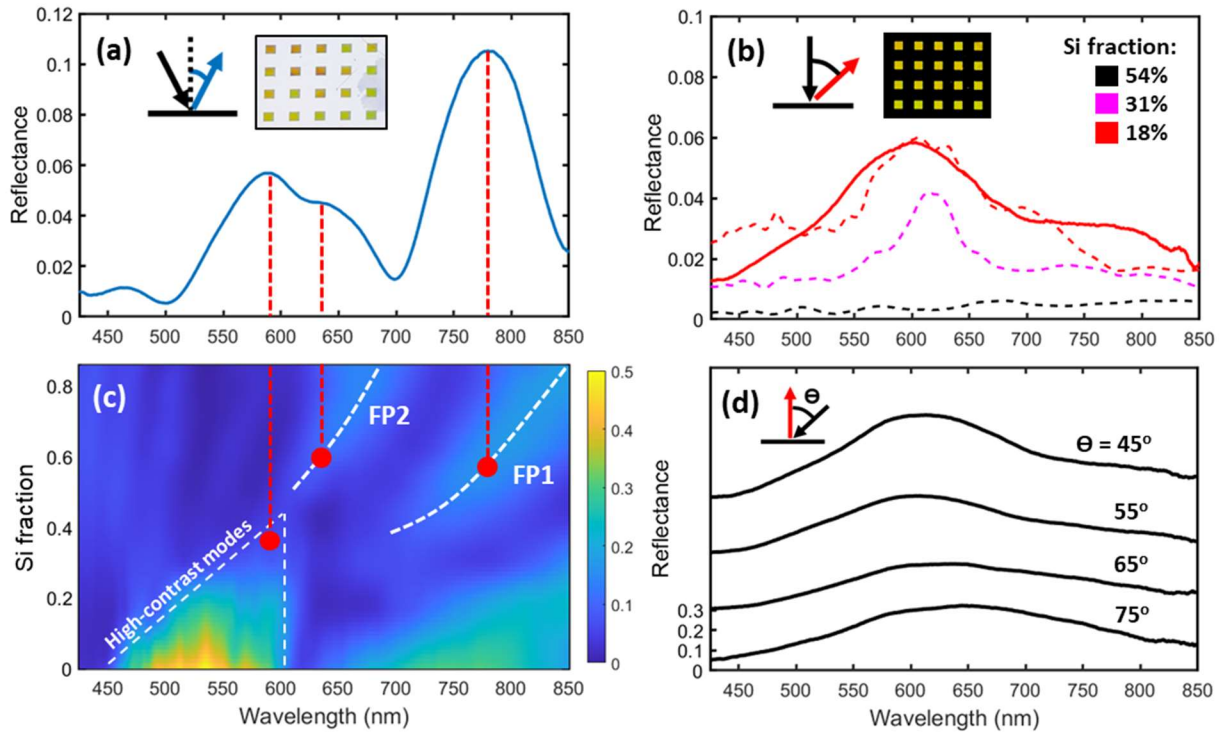 (a)
0.12
0.1
0.08
0.06
0.04
0.02
0
Reflectance
450 500 550 600 650 700 750 800 850
(b)
0.1
0.08
0.06
0.04
0.02
0
Reflectance
Si fraction:
54%
31%
18%
450 500 550 600 650 700 750 800 850
(c)
0.8
0.6
0.4
0.2
0
Si fraction
High-contrast modes
FP2
FP1
0.5
0.4
0.3
0.2
0.1
0
450 500 550 600 650 700 750 800 850
Wavelength (nm)
(d)
ϴ
ϴ = 45º
55º
65º
75º
0.3
0.2
0.1
0
Reflectance
450 500 550 600 650 700 750 800 850
Wavelength (nm)